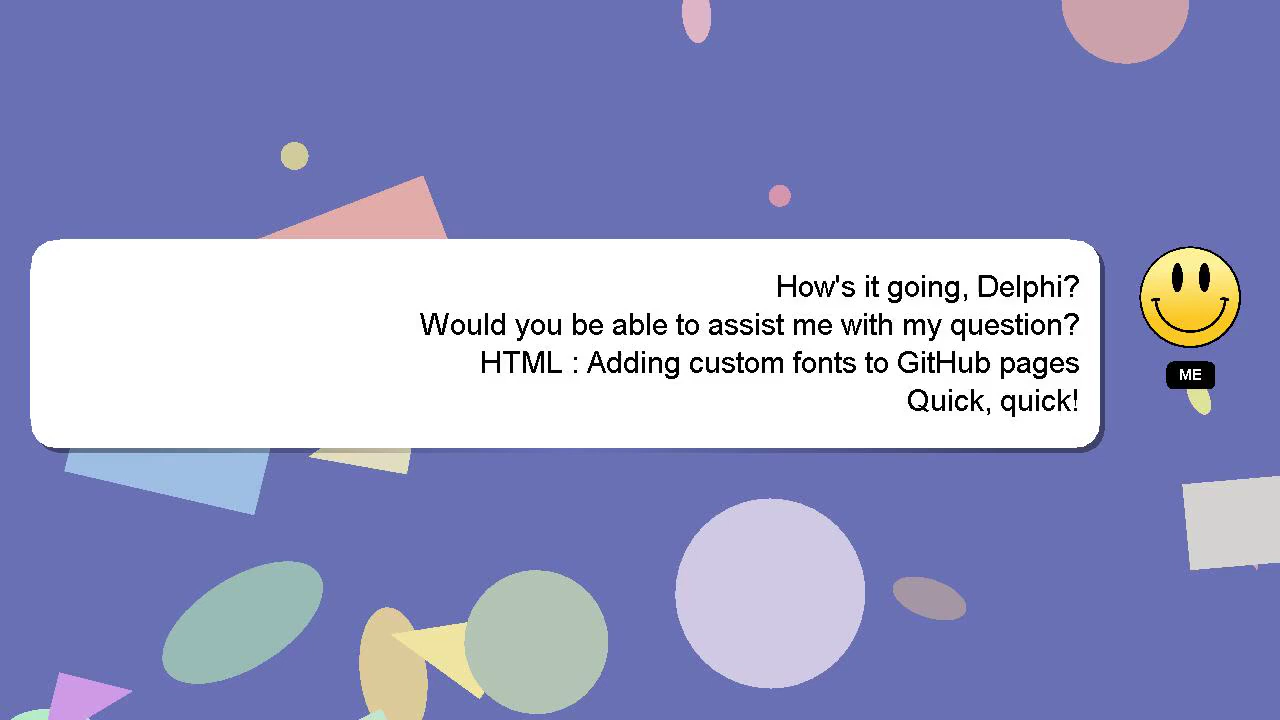 How's it going, Delphi?
Would you be able to assist me with my question?
HTML : Adding custom fonts to GitHub pages
Quick, quick!
ME